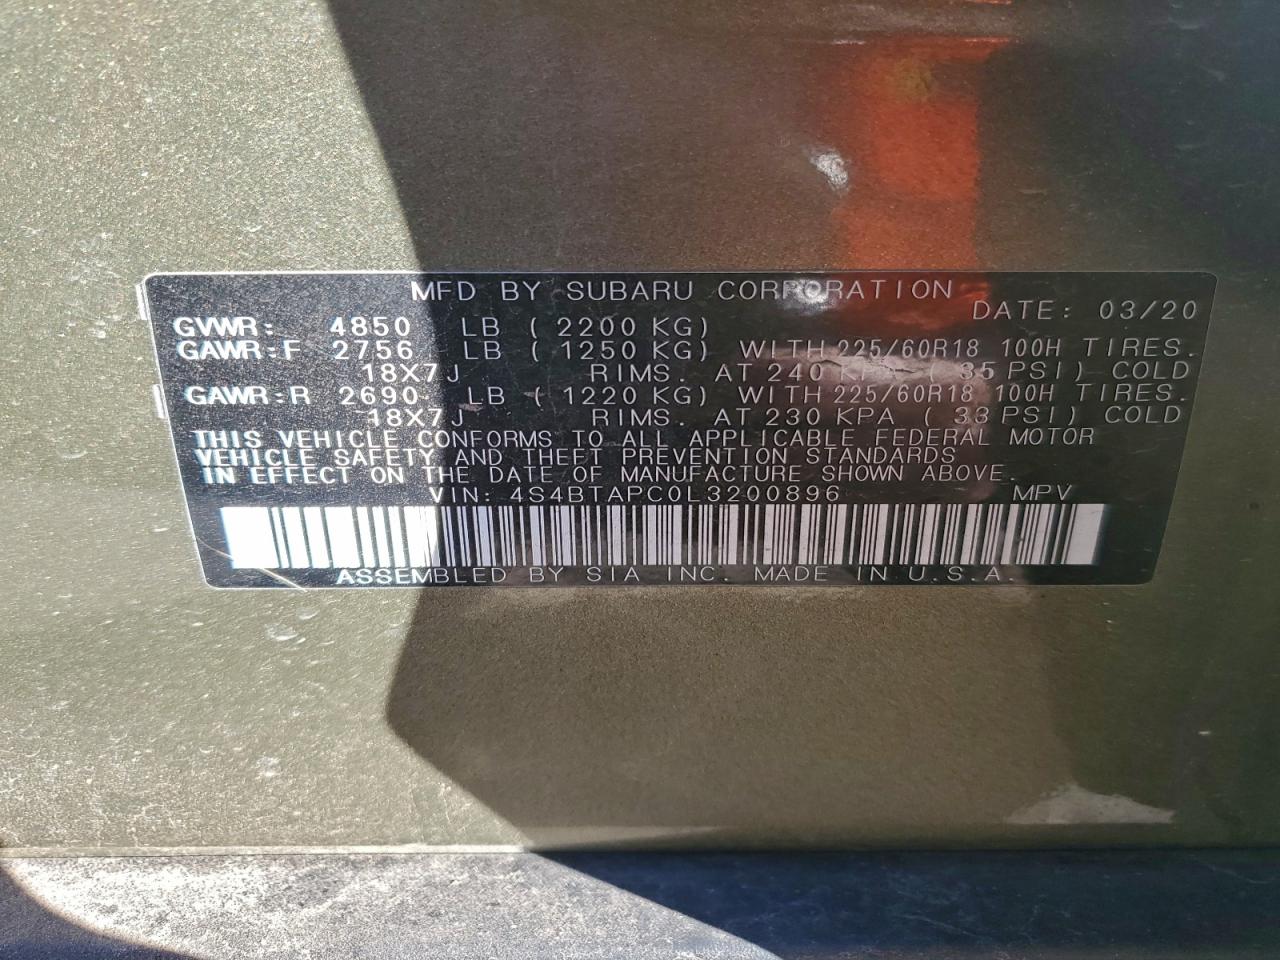 MFD BY SUBARU CORPORATION
DATE: 03/20
GVWR: 4850 LB (2200 KG)
GAWR:F 2756 LB (1250 KG) WITH 225/60R18 100H TIRES.
18X7J RIMS. AT 240 KPA (35 PSI) COLD
GAWR:R 2690 LB (1220 KG) WITH 225/60R18 100H TIRES.
18X7J RIMS. AT 230 KPA (33 PSI) COLD
THIS VEHICLE CONFORMS TO ALL APPLICABLE FEDERAL MOTOR
VEHICLE SAFETY AND THEFT PREVENTION STANDARDS
IN EFFECT ON THE DATE OF MANUFACTURE SHOWN ABOVE.
VIN: 4S4BTAPC0L3200896 MPV
ASSEMBLED BY SIA INC. MADE IN U.S.A.